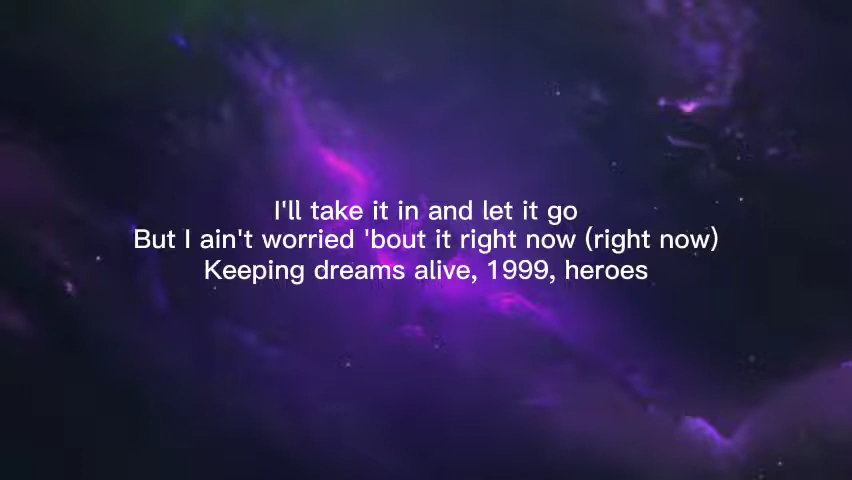 I'll take it in and let it go
But I ain't worried 'bout it right now (right now)
Keeping dreams alive, 1999, heroes